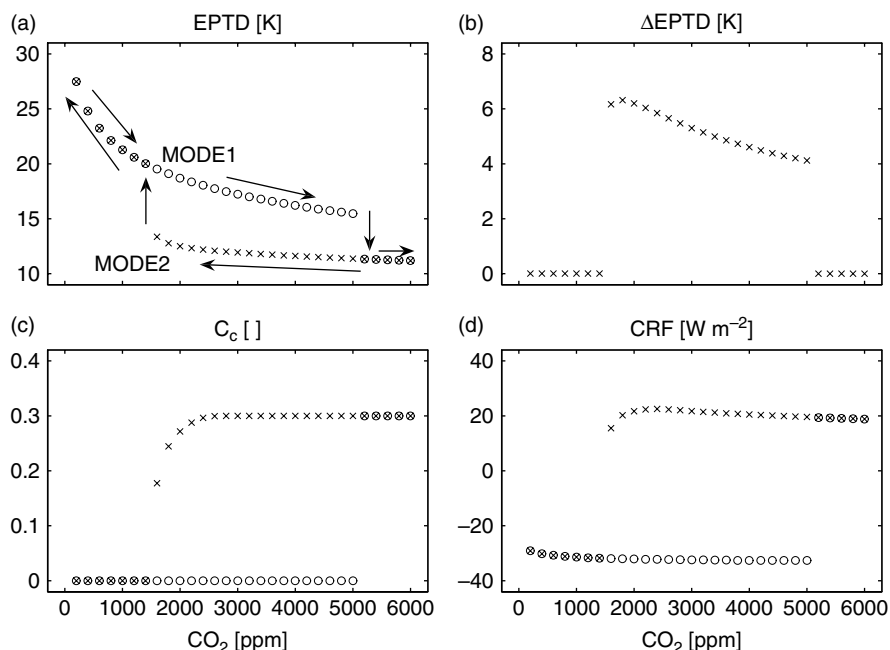 (a) EPTD [K]
30
25
20
15
10
MODE1
MODE2
(b) ΔEPTD [K]
8
6
4
2
0
(c) C_c [ ]
0.4
0.3
0.2
0.1
0
0 1000 2000 3000 4000 5000 6000
CO₂ [ppm]
(d) CRF [W m⁻²]
40
20
0
−20
−40
0 1000 2000 3000 4000 5000 6000
CO₂ [ppm]